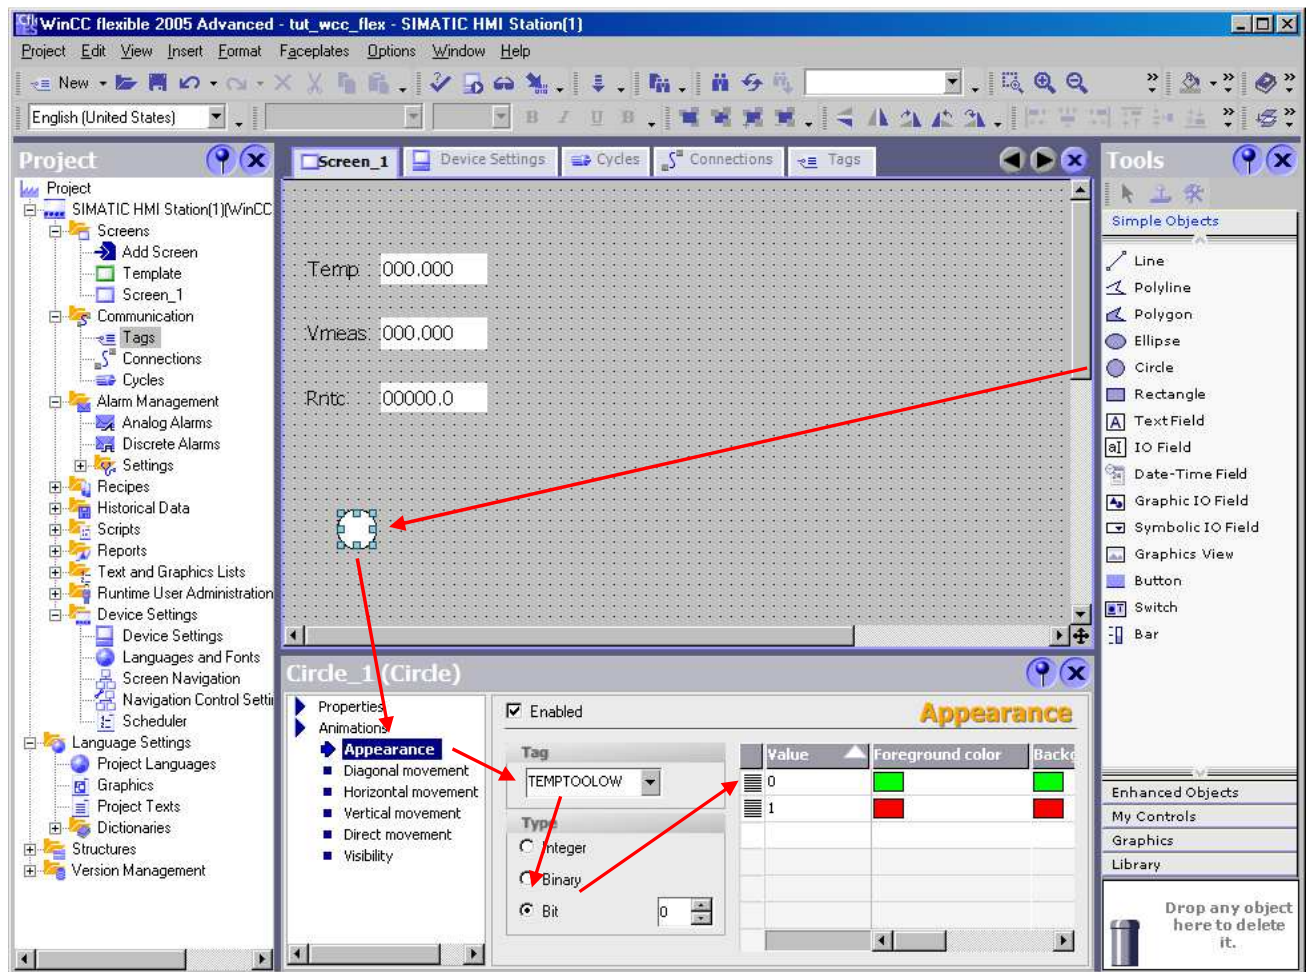 WinCC flexible 2005 Advanced - tut_wcc_flex - SIMATIC HMI Station(1)
Project Edit View Insert Format Faceplates Options Window Help
New
English (United States)
B I U B
Project
Project
SIMATIC HMI Station(1)(WinCC
Screens
Add Screen
Template
Screen_1
Communication
Tags
Connections
Cycles
Alarm Management
Analog Alarms
Discrete Alarms
Settings
Recipes
Historical Data
Scripts
Reports
Text and Graphics Lists
Runtime User Administration
Device Settings
Device Settings
Languages and Fonts
Screen Navigation
Navigation Control Settin
Scheduler
Language Settings
Project Languages
Graphics
Project Texts
Dictionaries
Structures
Version Management
Screen_1 Device Settings Cycles Connections Tags
Temp 000.000
Vmeas. 000.000
Rntc 00000.0
Circle_1 (Circle)
Properties
Animations
Appearance
Diagonal movement
Horizontal movement
Vertical movement
Direct movement
Visibility
Enabled
Appearance
Tag
TEMPTOOLOW
Type
Integer
Binary
Bit 0
Value Foreground color Backg
0
1
Tools
Simple Objects
Line
Polyline
Polygon
Ellipse
Circle
Rectangle
A TextField
aI IO Field
Date-Time Field
Graphic IO Field
Symbolic IO Field
Graphics View
Button
Switch
Bar
Enhanced Objects
My Controls
Graphics
Library
Drop any object
here to delete
it.